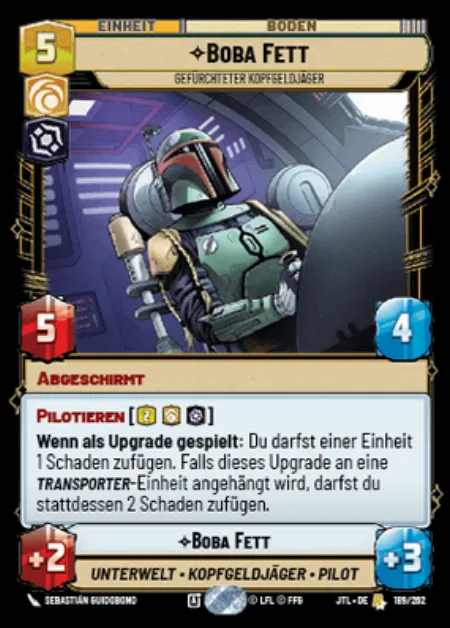 EINHEIT
BODEN
5
BOBA FETT
GEFÜRCHTETER KOPFGELDJÄGER
5
4
ABGESCHIRMT
PILOTIEREN [2]
Wenn als Upgrade gespielt: Du darfst einer Einheit
1 Schaden zufügen. Falls dieses Upgrade an eine
TRANSPORTER-Einheit angehängt wird, darfst du
stattdessen 2 Schaden zufügen.
+2
BOBA FETT
+3
UNTERWELT • KOPFGELDJÄGER • PILOT
SEBASTIÁN GUIDOBONO
A
© LFL © FFG
JTL • DE
189/262